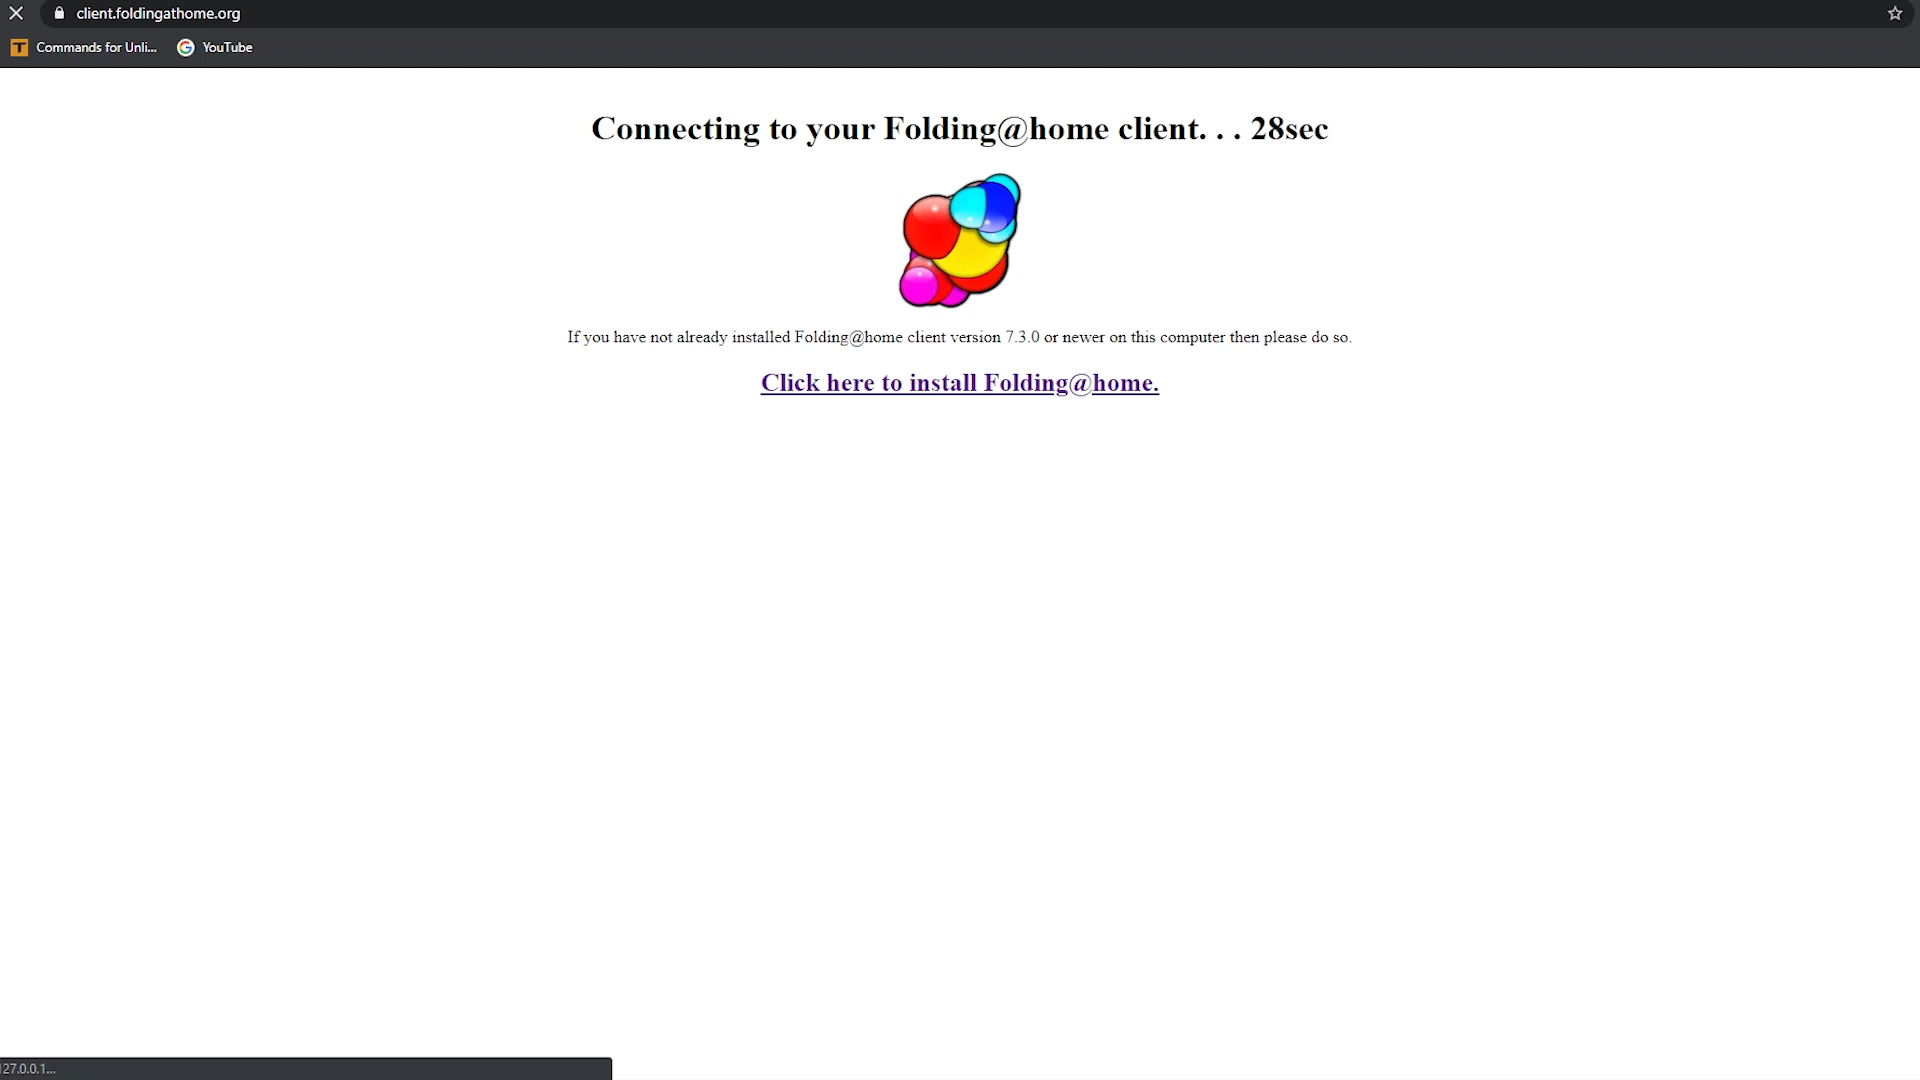 client.foldingathome.org
Commands for Unli... YouTube
Connecting to your Folding@home client. . . 28sec
If you have not already installed Folding@home client version 7.3.0 or newer on this computer then please do so.
Click here to install Folding@home.
127.0.0.1...